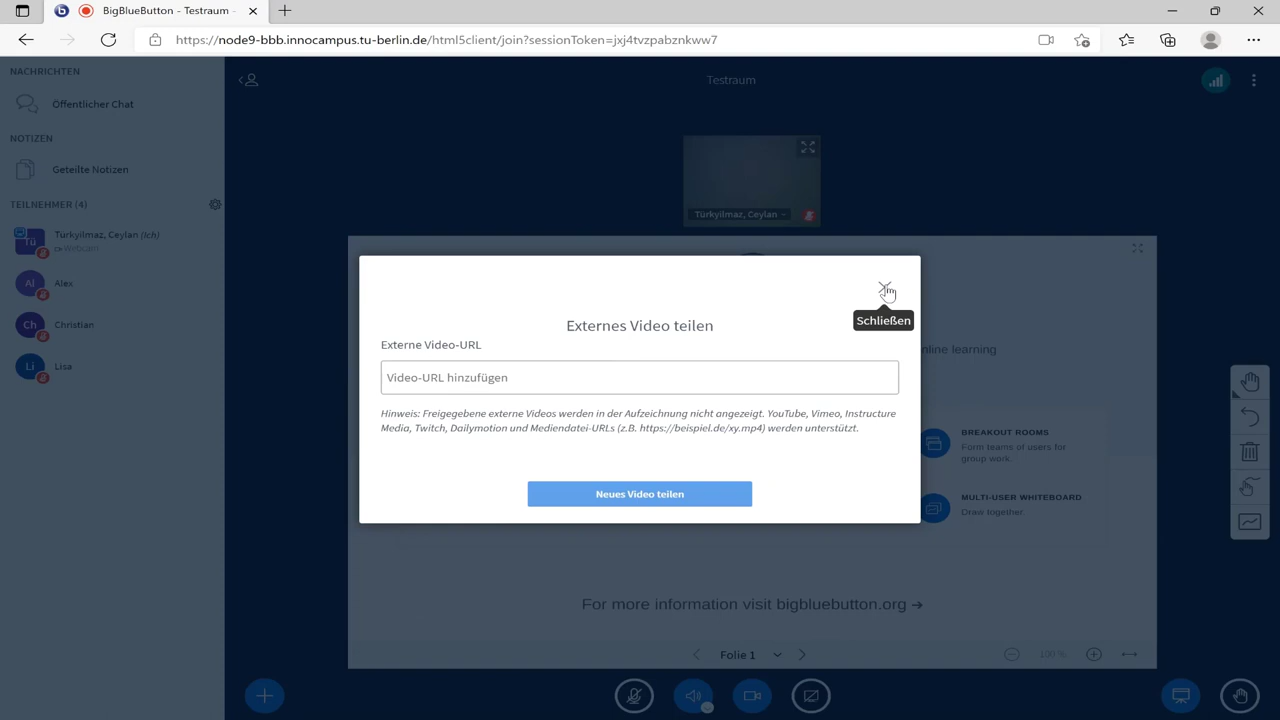 BigBlueButton - Testraum -
https://node9-bbb.innocampus.tu-berlin.de/html5client/join?sessionToken=jxj4tvzpabznkww7
NACHRICHTEN
Öffentlicher Chat
NOTIZEN
Geteilte Notizen
TEILNEHMER (4)
Tü
Türkyilmaz, Ceylan (Ich)
Webcam
Al
Alex
Ch
Christian
Li
Lisa
Testraum
Türkyilmaz, Ceylan
Schließen
Externes Video teilen
Externe Video-URL
Video-URL hinzufügen
Hinweis: Freigegebene externe Videos werden in der Aufzeichnung nicht angezeigt. YouTube, Vimeo, Instructure
Media, Twitch, Dailymotion und Mediendatei-URLs (z.B. https://beispiel.de/xy.mp4) werden unterstützt.
Neues Video teilen
online learning
BREAKOUT ROOMS
Form teams of users for
group work.
MULTI-USER WHITEBOARD
Draw together
For more information visit bigbluebutton.org →
Folie 1
100 %